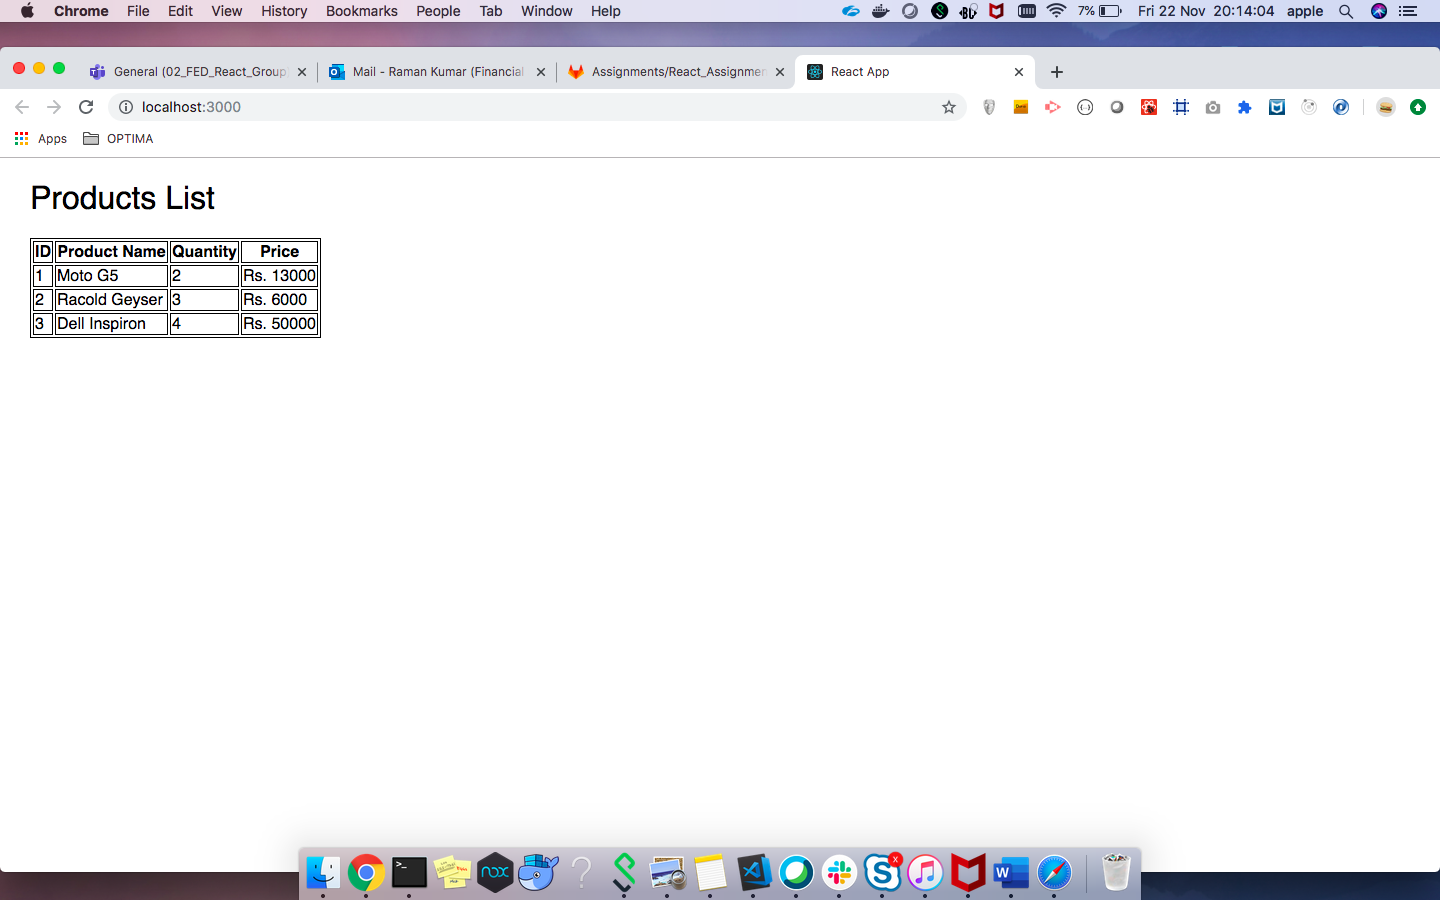 Chrome File Edit View History Bookmarks People Tab Window Help 7% Fri 22 Nov 20:14:04 apple
General (02_FED_React_Group) Mail - Raman Kumar (Financial Assignments/React_Assignmen React App
localhost:3000
Apps OPTIMA
Products List
ID Product Name Quantity Price
1 Moto G5 2 Rs. 13000
2 Racold Geyser 3 Rs. 6000
3 Dell Inspiron 4 Rs. 50000